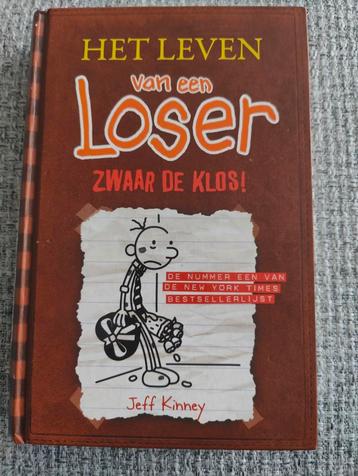 HET LEVEN
van een
Loser
ZWAAR DE KLOS!
DE NUMMER EEN VAN
DE NEW YORK TIMES
BESTSELLERLIJST
Jeff Kinney